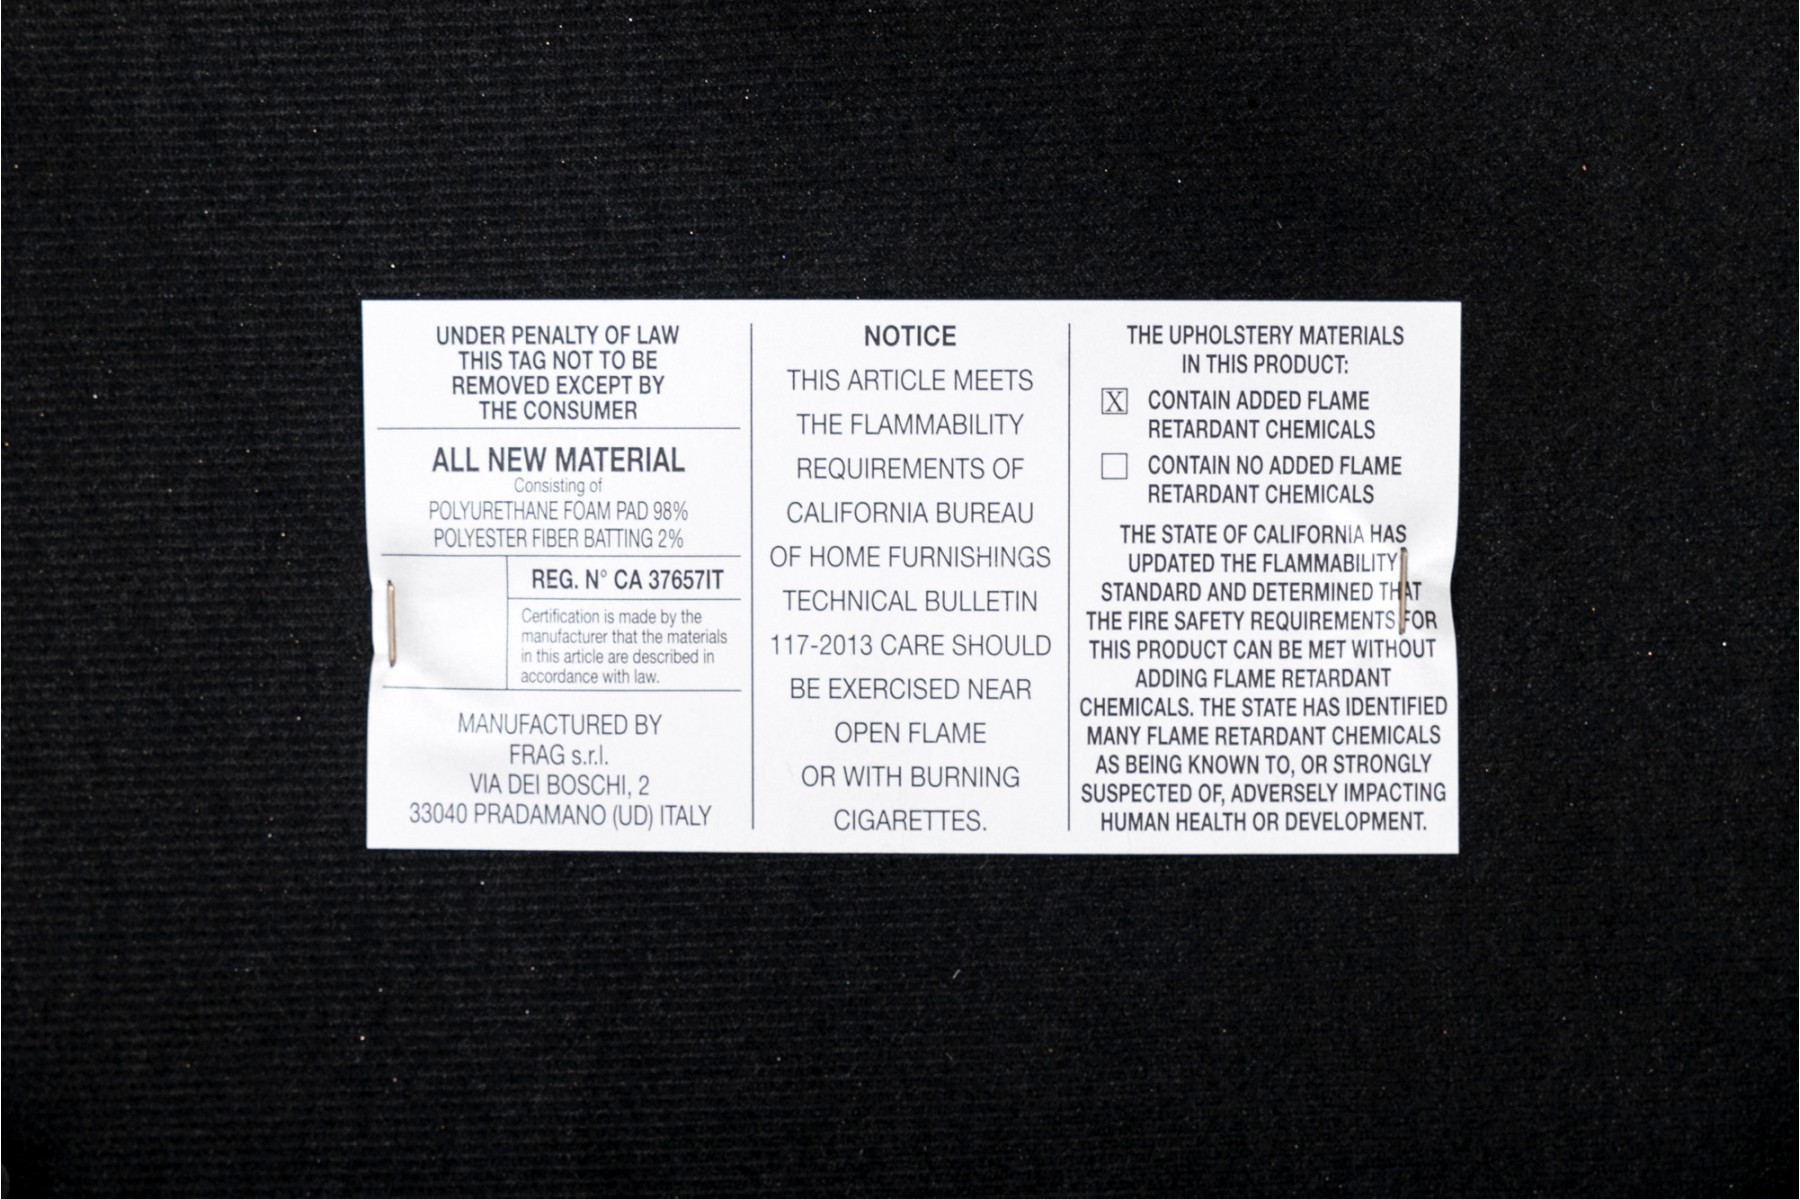 UNDER PENALTY OF LAW
THIS TAG NOT TO BE
REMOVED EXCEPT BY
THE CONSUMER
ALL NEW MATERIAL
Consisting of
POLYURETHANE FOAM PAD 98%
POLYESTER FIBER BATTING 2%
REG. N° CA 37657IT
Certification is made by the
manufacturer that the materials
in this article are described in
accordance with law.
MANUFACTURED BY
FRAG s.r.l.
VIA DEI BOSCHI, 2
33040 PRADAMANO (UD) ITALY
NOTICE
THIS ARTICLE MEETS
THE FLAMMABILITY
REQUIREMENTS OF
CALIFORNIA BUREAU
OF HOME FURNISHINGS
TECHNICAL BULLETIN
117-2013 CARE SHOULD
BE EXERCISED NEAR
OPEN FLAME
OR WITH BURNING
CIGARETTES.
THE UPHOLSTERY MATERIALS
IN THIS PRODUCT:
X CONTAIN ADDED FLAME
RETARDANT CHEMICALS
CONTAIN NO ADDED FLAME
RETARDANT CHEMICALS
THE STATE OF CALIFORNIA HAS
UPDATED THE FLAMMABILITY
STANDARD AND DETERMINED THAT
THE FIRE SAFETY REQUIREMENTS FOR
THIS PRODUCT CAN BE MET WITHOUT
ADDING FLAME RETARDANT
CHEMICALS. THE STATE HAS IDENTIFIED
MANY FLAME RETARDANT CHEMICALS
AS BEING KNOWN TO, OR STRONGLY
SUSPECTED OF, ADVERSELY IMPACTING
HUMAN HEALTH OR DEVELOPMENT.